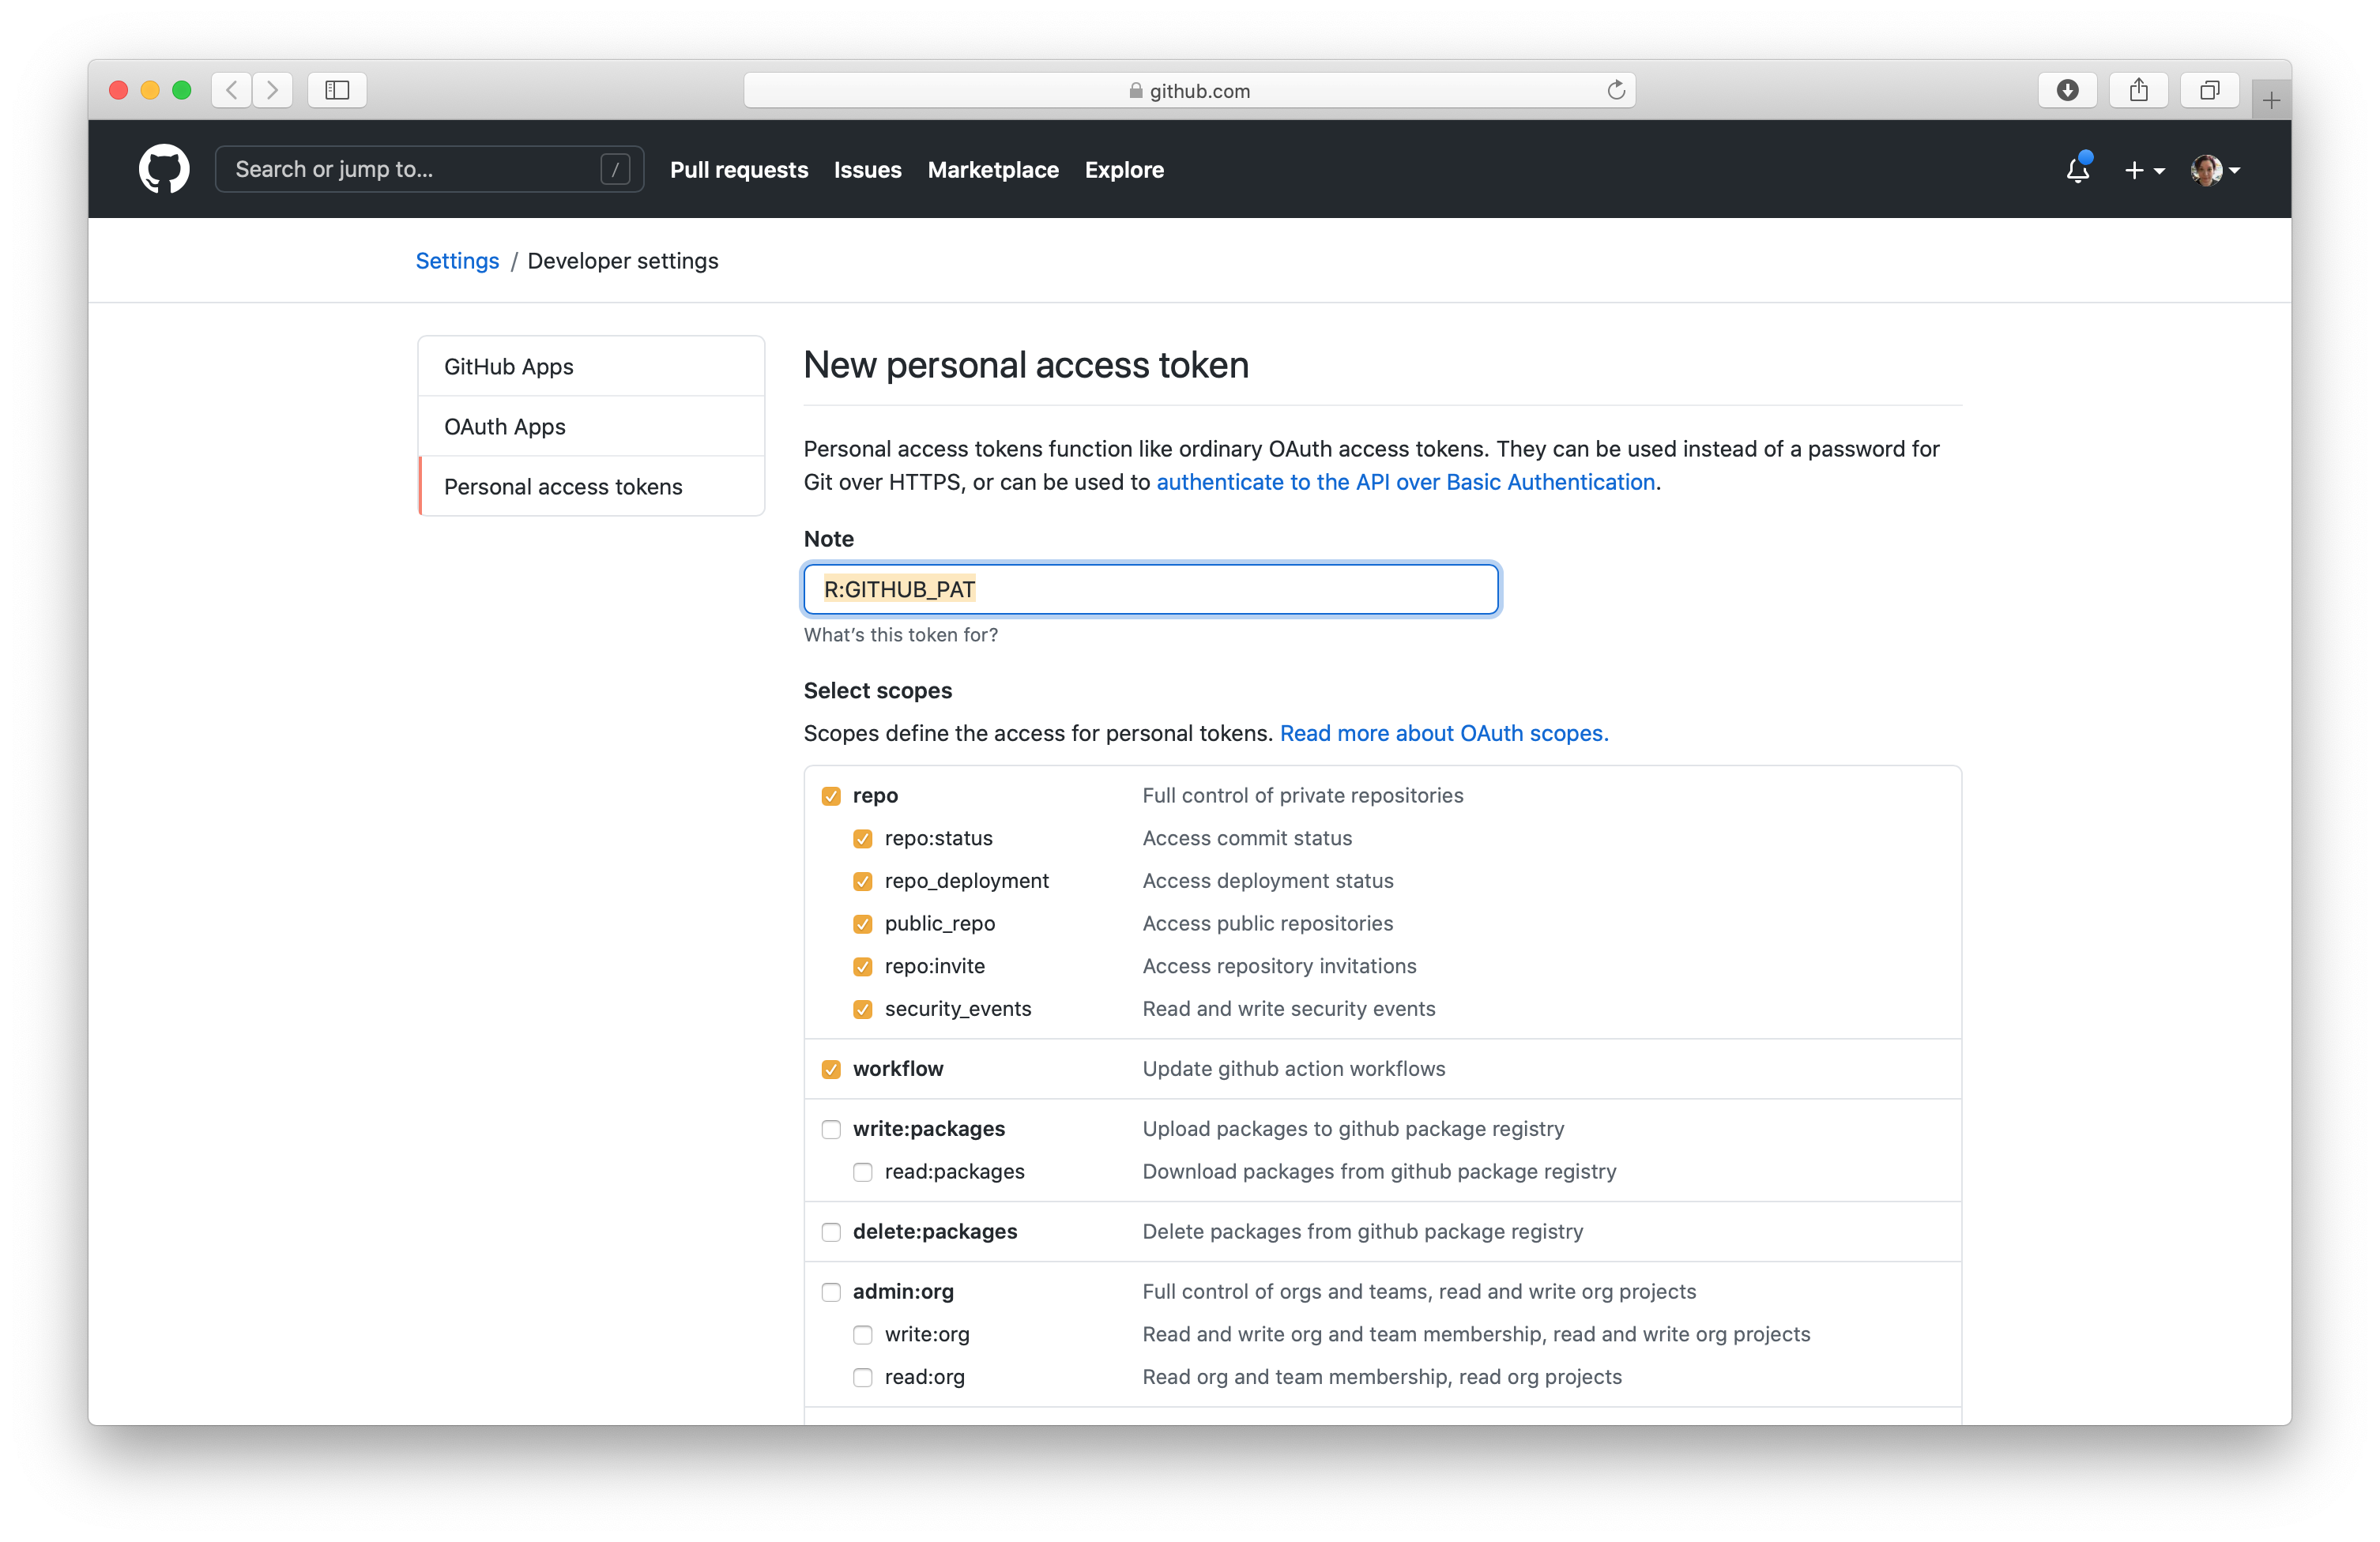 github.com
Search or jump to... /
Pull requests
Issues
Marketplace
Explore
Settings / Developer settings
GitHub Apps
OAuth Apps
Personal access tokens
New personal access token
Personal access tokens function like ordinary OAuth access tokens. They can be used instead of a password for
Git over HTTPS, or can be used to authenticate to the API over Basic Authentication.
Note
R:GITHUB_PAT
What’s this token for?
Select scopes
Scopes define the access for personal tokens. Read more about OAuth scopes.
repo Full control of private repositories
repo:status Access commit status
repo_deployment Access deployment status
public_repo Access public repositories
repo:invite Access repository invitations
security_events Read and write security events
workflow Update github action workflows
write:packages Upload packages to github package registry
read:packages Download packages from github package registry
delete:packages Delete packages from github package registry
admin:org Full control of orgs and teams, read and write org projects
write:org Read and write org and team membership, read and write org projects
read:org Read org and team membership, read org projects